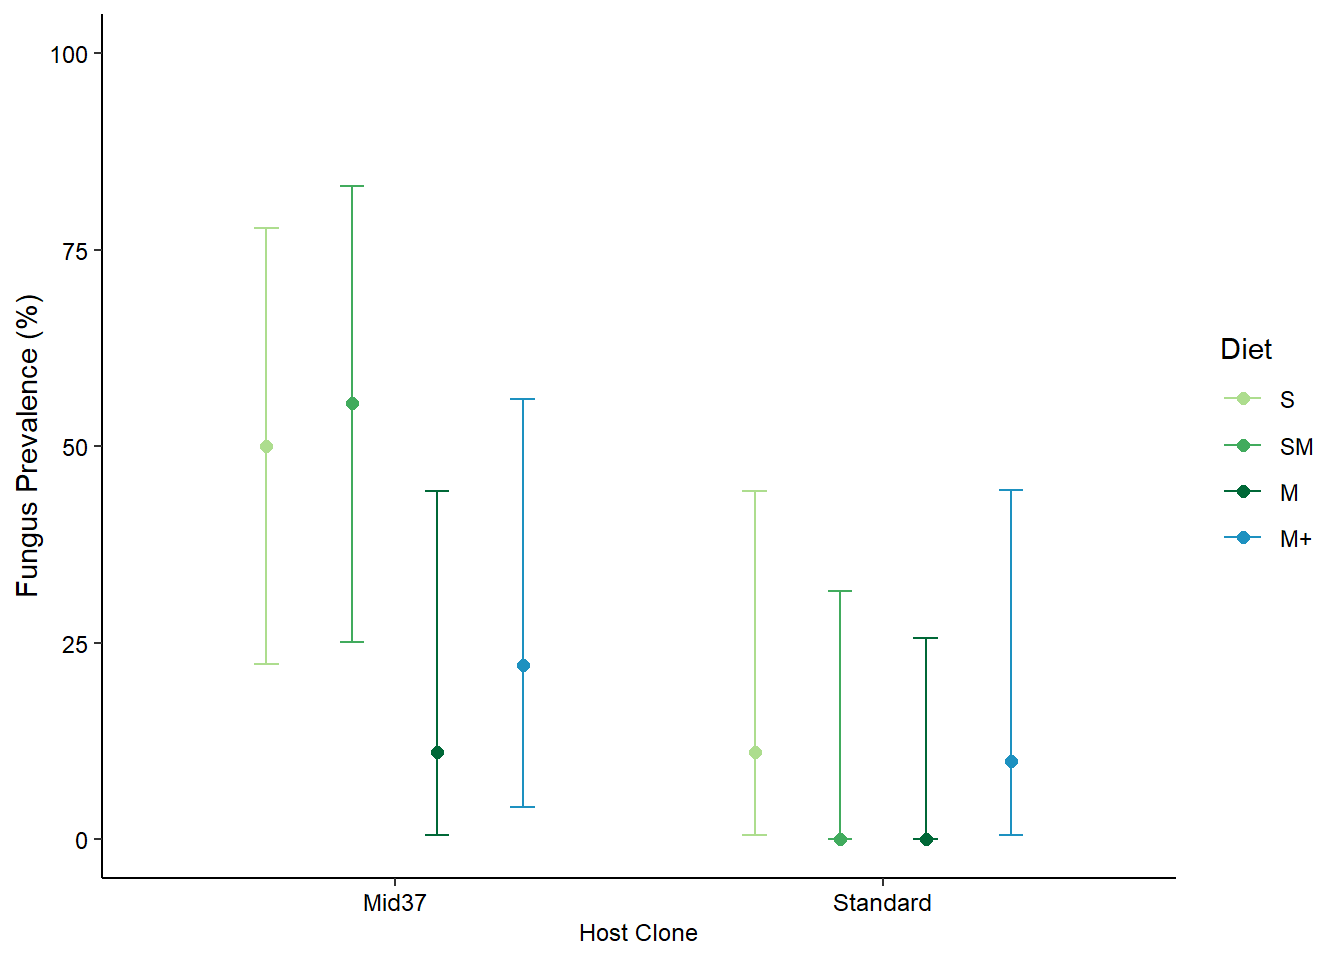 100
75
50
25
0
Fungus Prevalence (%)
Mid37
Standard
Host Clone
Diet
S
SM
M
M+